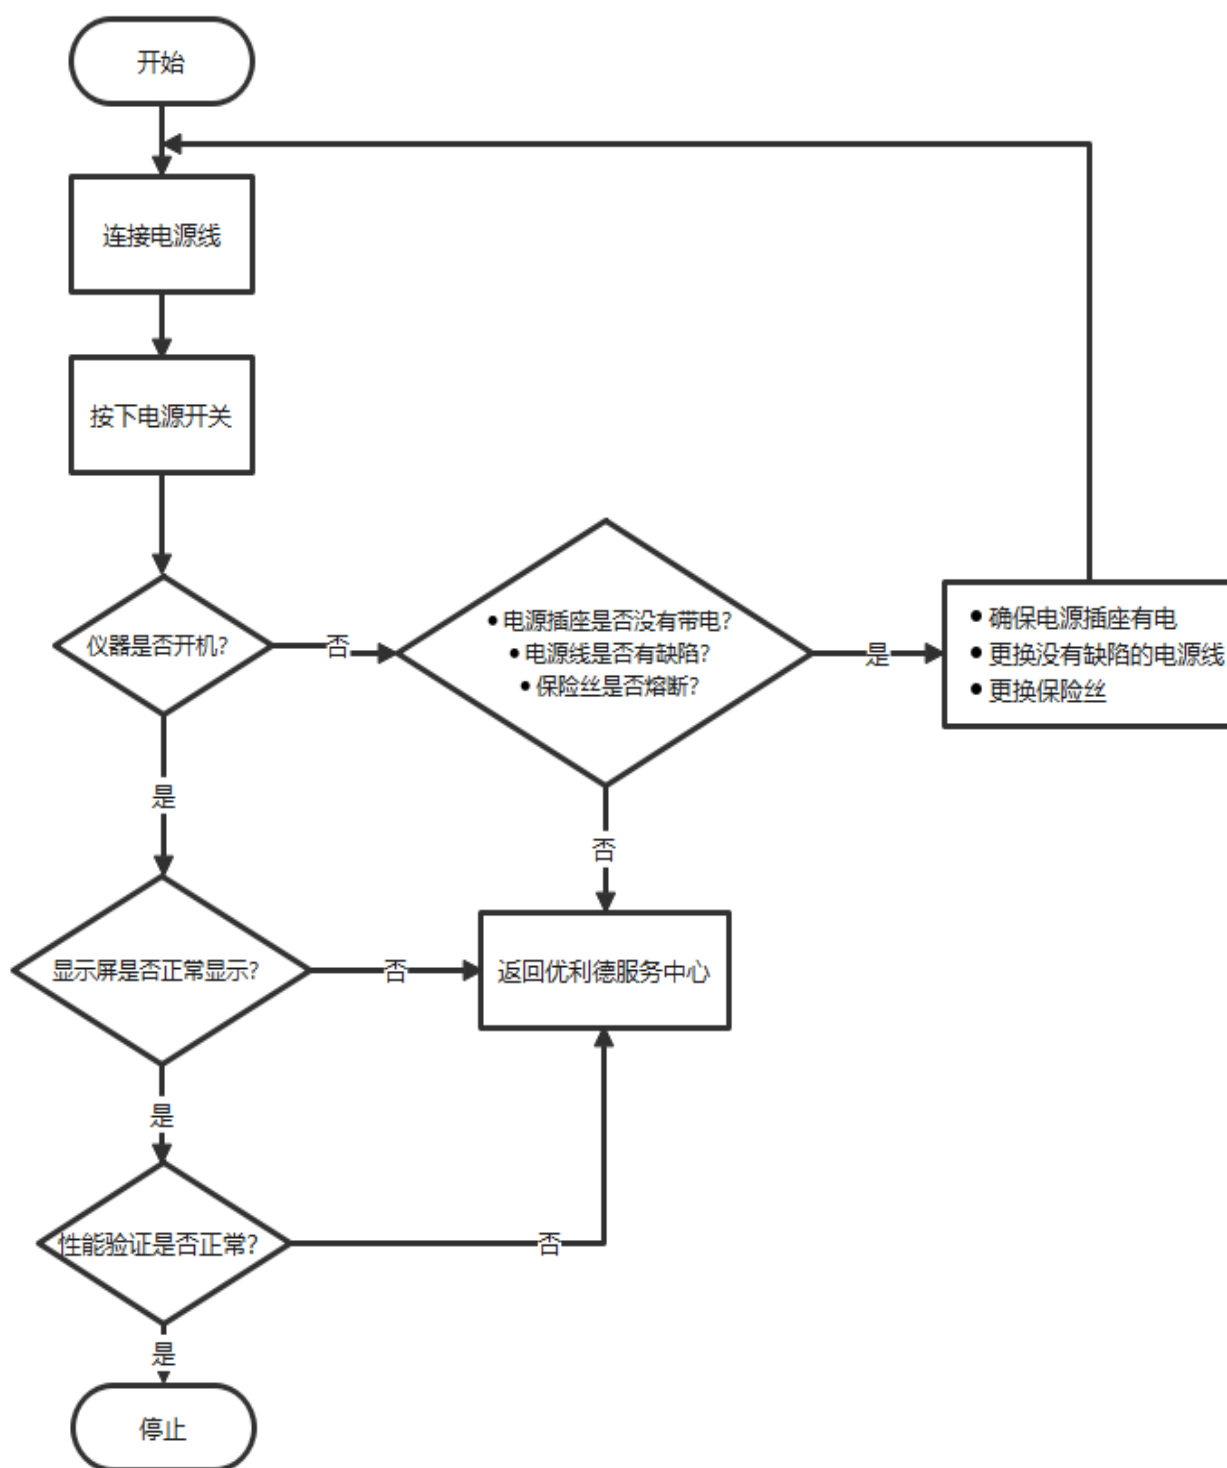 开始
连接电源线
按下电源开关
仪器是否开机?
否
• 电源插座是否没有带电?
• 电源线是否有缺陷?
• 保险丝是否熔断?
是
• 确保电源插座有电
• 更换没有缺陷的电源线
• 更换保险丝
是
否
显示屏是否正常显示?
否
返回优利德服务中心
是
性能验证是否正常?
否
是
停止